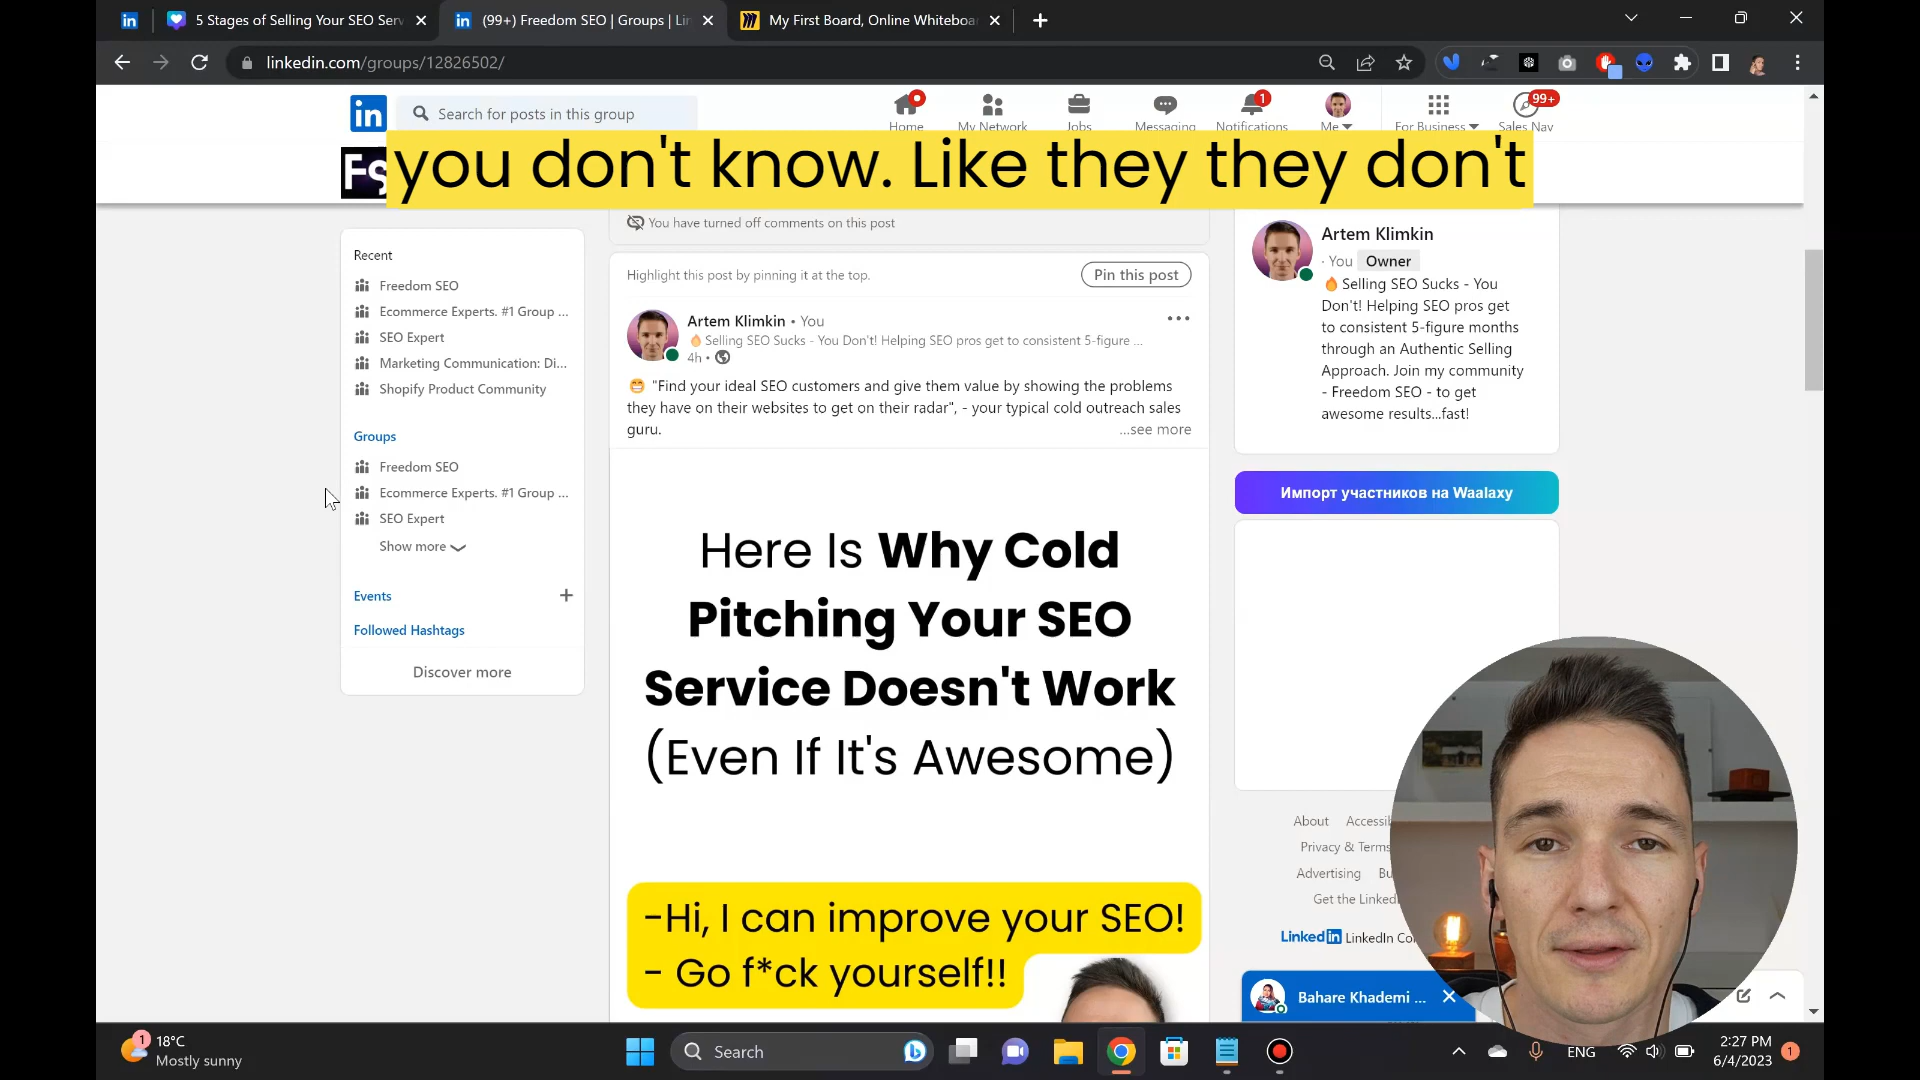 5 Stages of Selling Your SEO Serv
(99+) Freedom SEO | Groups | Lin
My First Board, Online Whiteboa
linkedin.com/groups/12826502/
Search for posts in this group
Home
My Network
Jobs
Messaging
1
Notifications
Me
For Business
99+
Sales Nav
you don't know. Like they they don't
You have turned off comments on this post
Recent
Freedom SEO
Ecommerce Experts. #1 Group ...
SEO Expert
Marketing Communication: Di...
Shopify Product Community
Groups
Freedom SEO
Ecommerce Experts. #1 Group ...
SEO Expert
Show more
Events
Followed Hashtags
Discover more
Highlight this post by pinning it at the top.
Pin this post
Artem Klimkin • You
🔥 Selling SEO Sucks - You Don't! Helping SEO pros get to consistent 5-figure ...
4h •
😁 "Find your ideal SEO customers and give them value by showing the problems
they have on their websites to get on their radar", - your typical cold outreach sales
guru.
...see more
Here Is Why Cold
Pitching Your SEO
Service Doesn't Work
(Even If It's Awesome)
-Hi, I can improve your SEO!
- Go f*ck yourself!!
Artem Klimkin
· You Owner
🔥 Selling SEO Sucks - You
Don't! Helping SEO pros get
to consistent 5-figure months
through an Authentic Selling
Approach. Join my community
- Freedom SEO - to get
awesome results...fast!
Импорт участников на Waalaxy
About
Privacy & Terms
Advertising
Get the LinkedI
LinkedIn LinkedIn Co
Bahare Khademi ...
1
18°C
Mostly sunny
Search
ENG
2:27 PM
6/4/2023
1